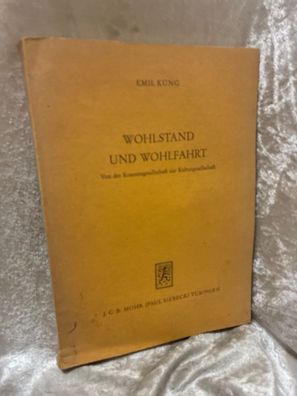 EMIL KÜNG
WOHLSTAND
UND WOHLFAHRT
Von der Konsumgesellschaft zur Kulturgesellschaft
J. C. B. MOHR (PAUL SIEBECK) TÜBINGEN